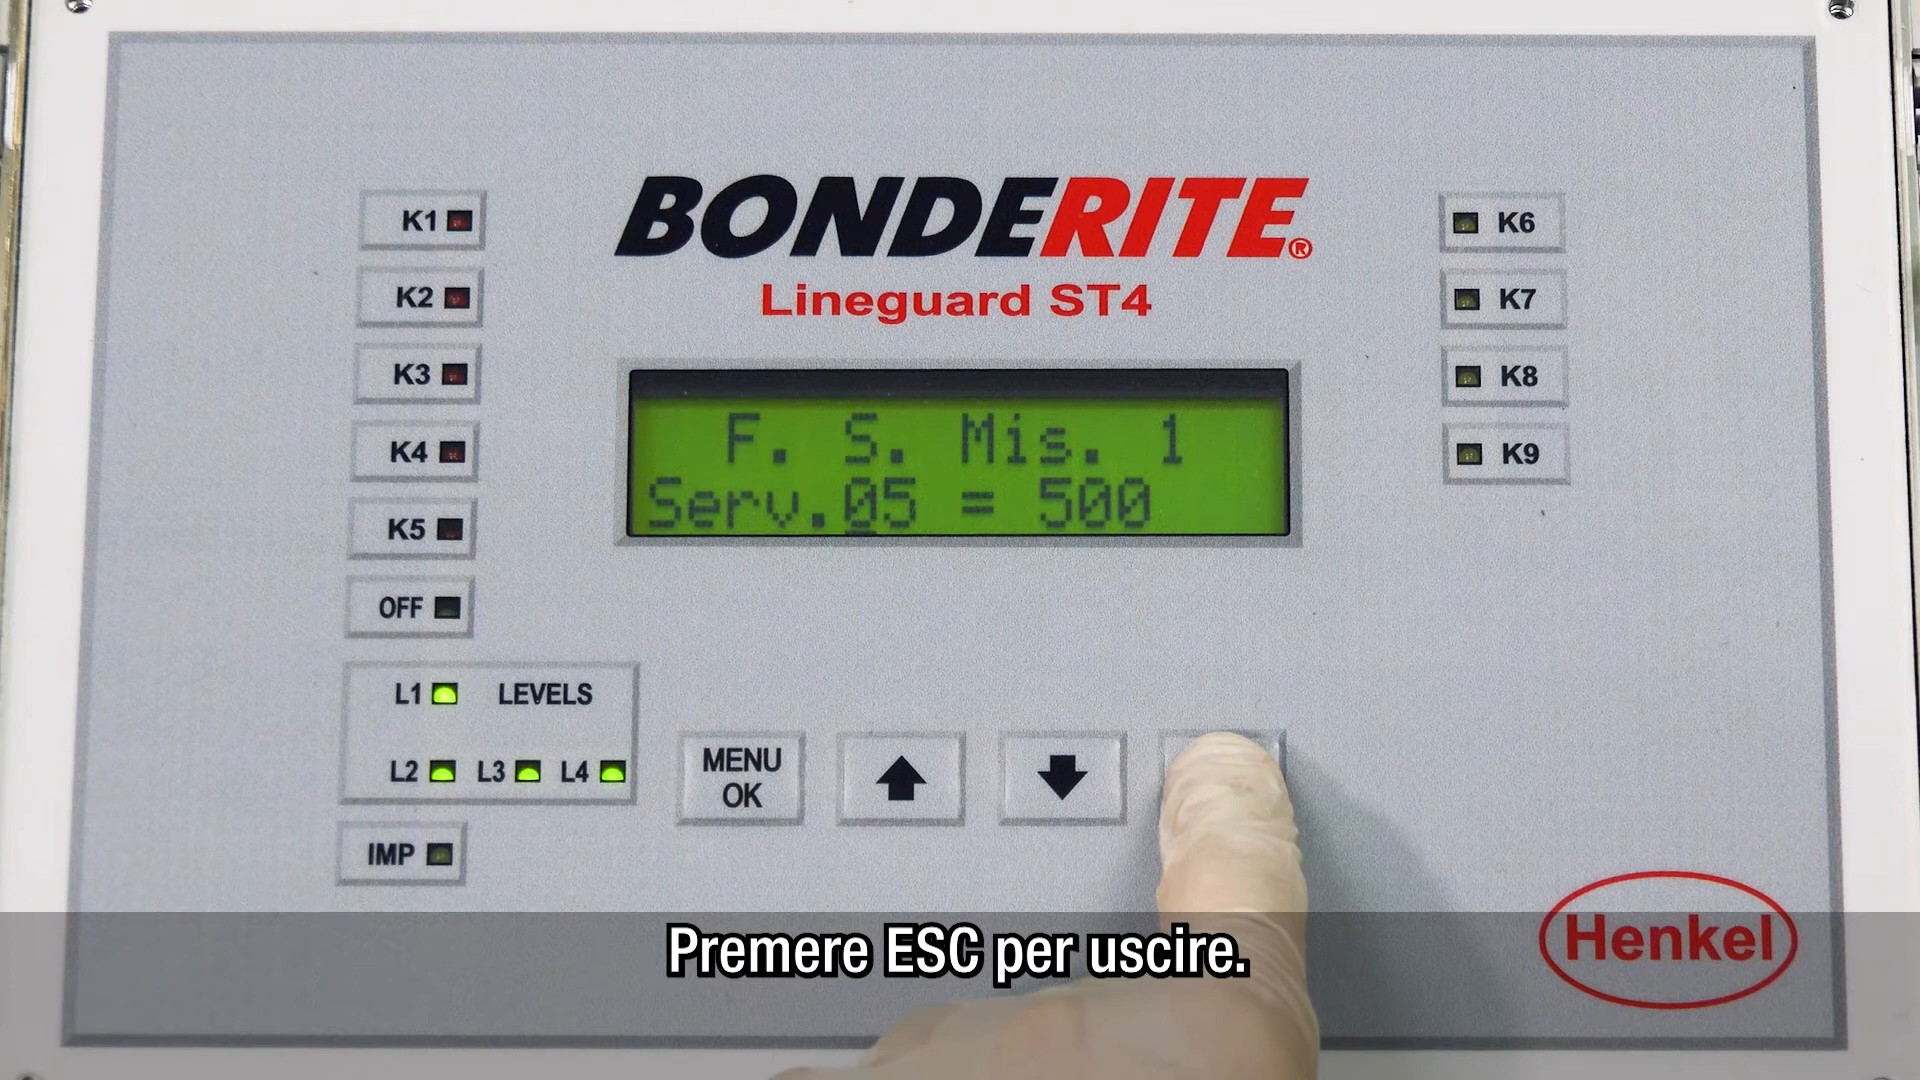 BONDERITE®
Lineguard ST4
K1
K2
K3
K4
K5
OFF
K6
K7
K8
K9
F. S. Mis. 1
Serv.05 = 500
L1 LEVELS
L2 L3 L4
IMP
MENU
OK
Henkel
Premere ESC per uscire.